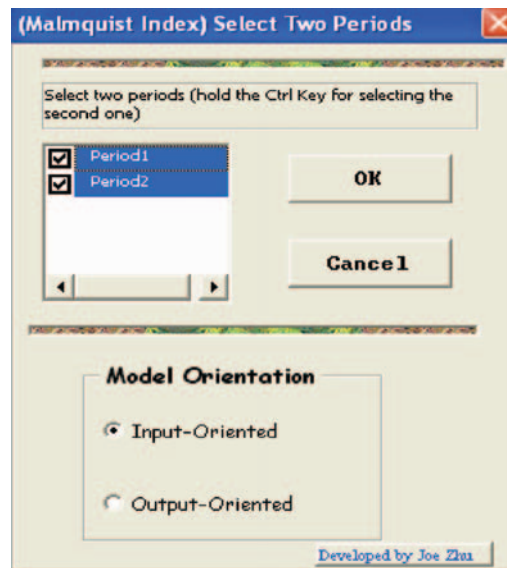 (Malmquist Index) Select Two Periods
Select two periods (hold the Ctrl Key for selecting the
second one)
Period1
Period2
OK
Cancel
Model Orientation
Input-Oriented
Output-Oriented
Developed by Joe Zhu